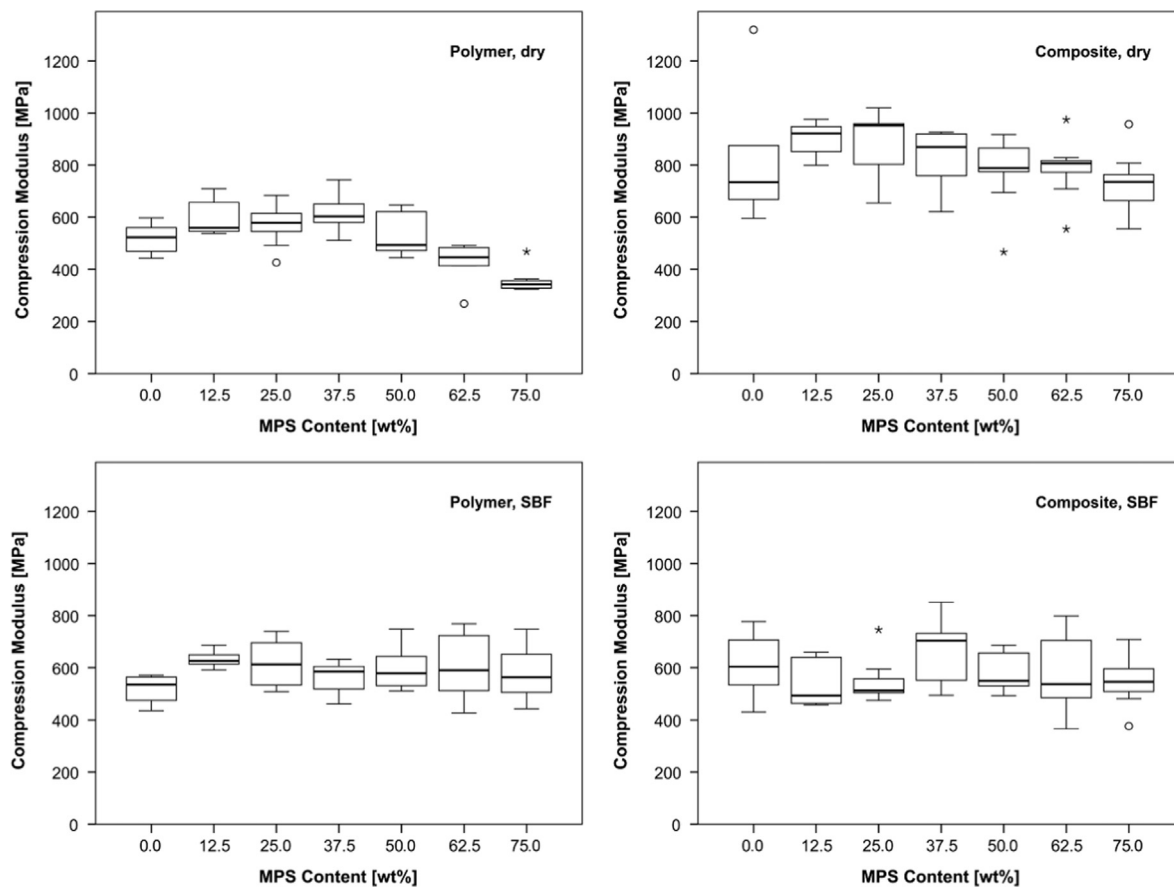 Polymer, dry
Compression Modulus [MPa]
1200
1000
800
600
400
200
0
0.0 12.5 25.0 37.5 50.0 62.5 75.0
MPS Content [wt%]
Composite, dry
Compression Modulus [MPa]
1200
1000
800
600
400
200
0
0.0 12.5 25.0 37.5 50.0 62.5 75.0
MPS Content [wt%]
Polymer, SBF
Compression Modulus [MPa]
1200
1000
800
600
400
200
0
0.0 12.5 25.0 37.5 50.0 62.5 75.0
MPS Content [wt%]
Composite, SBF
Compression Modulus [MPa]
1200
1000
800
600
400
200
0
0.0 12.5 25.0 37.5 50.0 62.5 75.0
MPS Content [wt%]